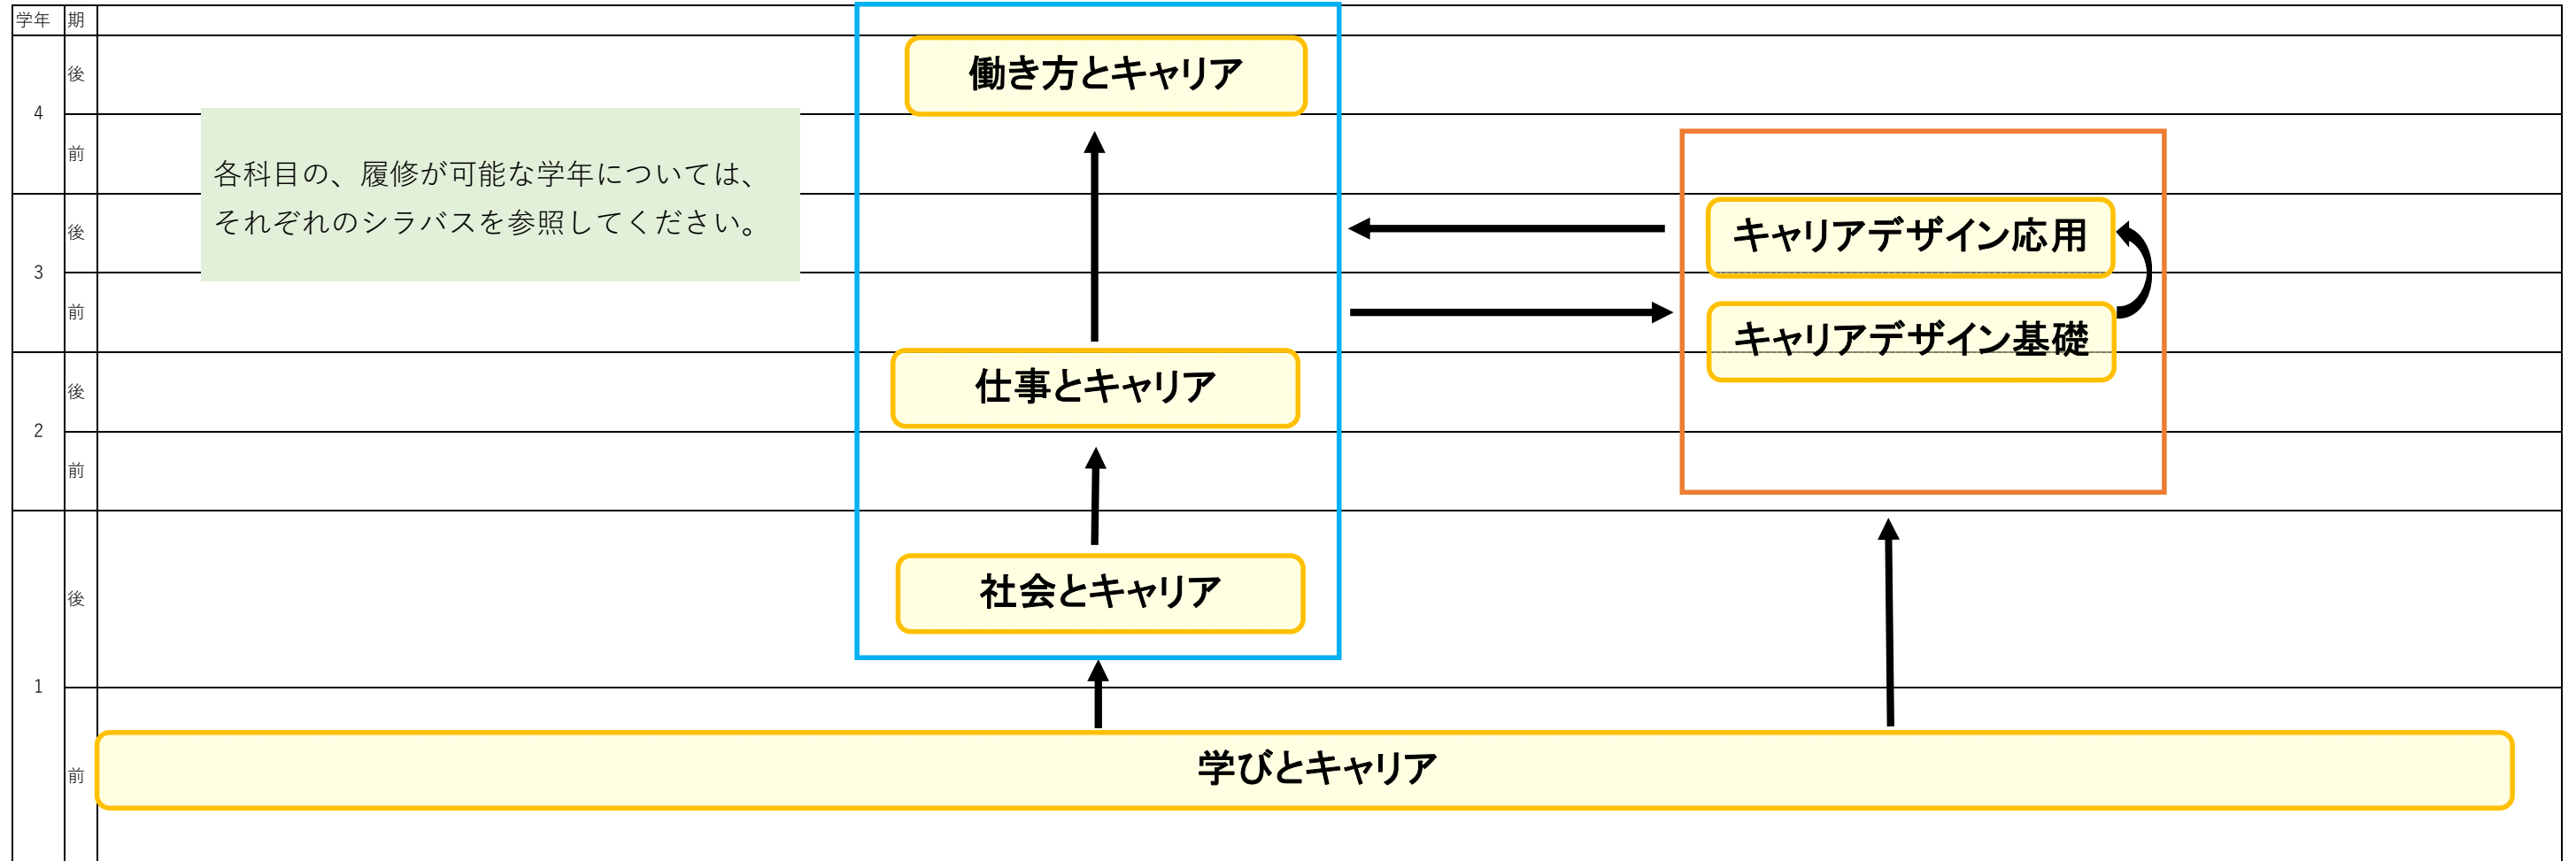 学年 期
後
働き方とキャリア
4
前
各科目の、履修が可能な学年については、
それぞれのシラバスを参照してください。
後
キャリアデザイン応用
3
前
キャリアデザイン基礎
後
仕事とキャリア
2
前
後
社会とキャリア
1
前
学びとキャリア